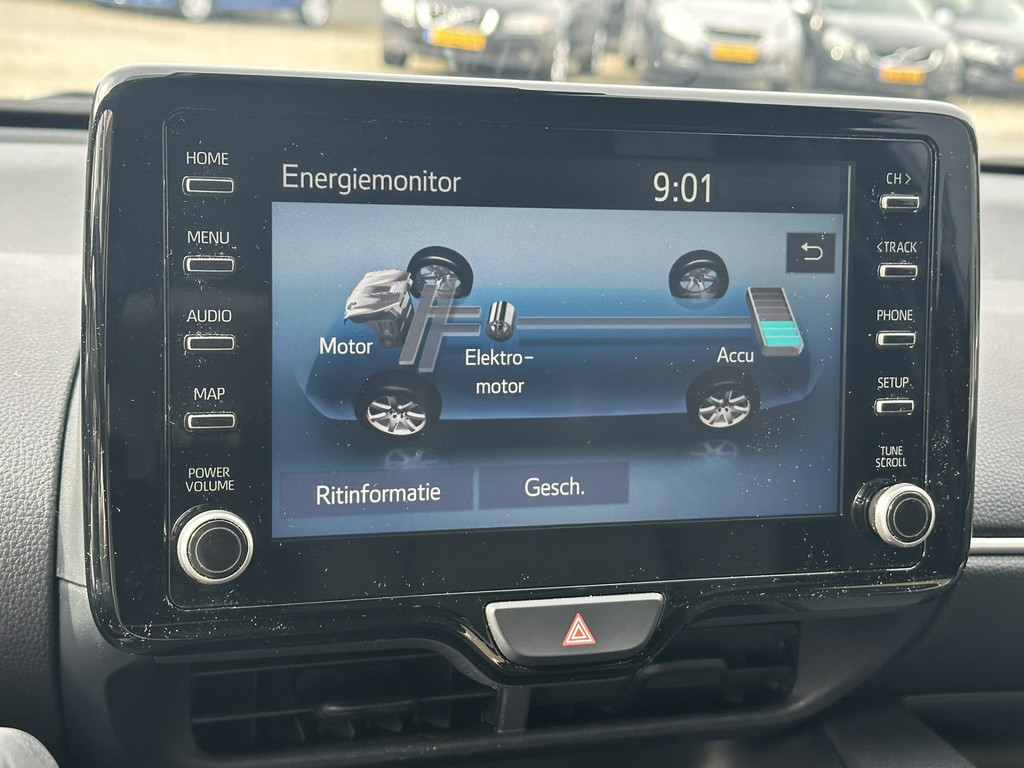 HOME
MENU
AUDIO
MAP
POWER
VOLUME
Energiemonitor
9:01
Motor
Elektro-
motor
Accu
Ritinformatie
Gesch.
CH >
< TRACK
PHONE
SETUP
TUNE
SCROLL